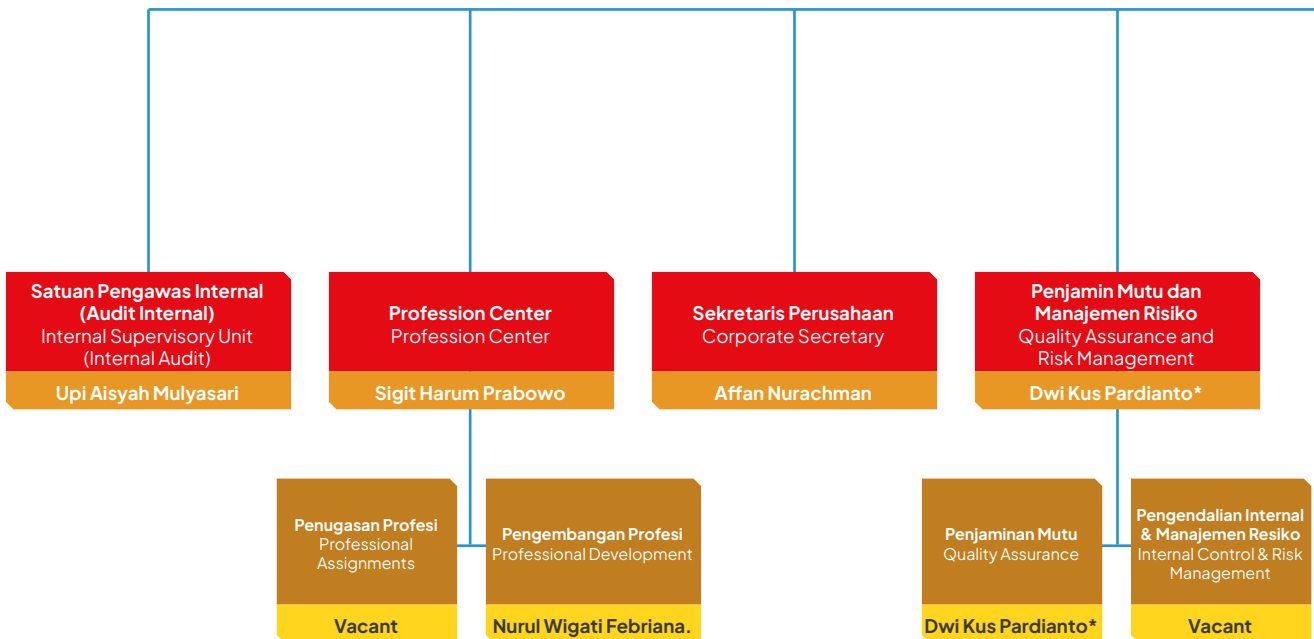 Satuan Pengawas Internal
(Audit Internal)
Internal Supervisory Unit
(Internal Audit)
Upi Aisyah Mulyasari
Profession Center
Profession Center
Sigit Harum Prabowo
Sekretaris Perusahaan
Corporate Secretary
Affan Nurachman
Penjamin Mutu dan
Manajemen Risiko
Quality Assurance and
Risk Management
Dwi Kus Pardianto*
Penugasan Profesi
Professional
Assignments
Vacant
Pengembangan Profesi
Professional Development
Nurul Wigati Febriana.
Penjaminan Mutu
Quality Assurance
Dwi Kus Pardianto*
Pengendalian Internal
& Manajemen Resiko
Internal Control & Risk
Management
Vacant